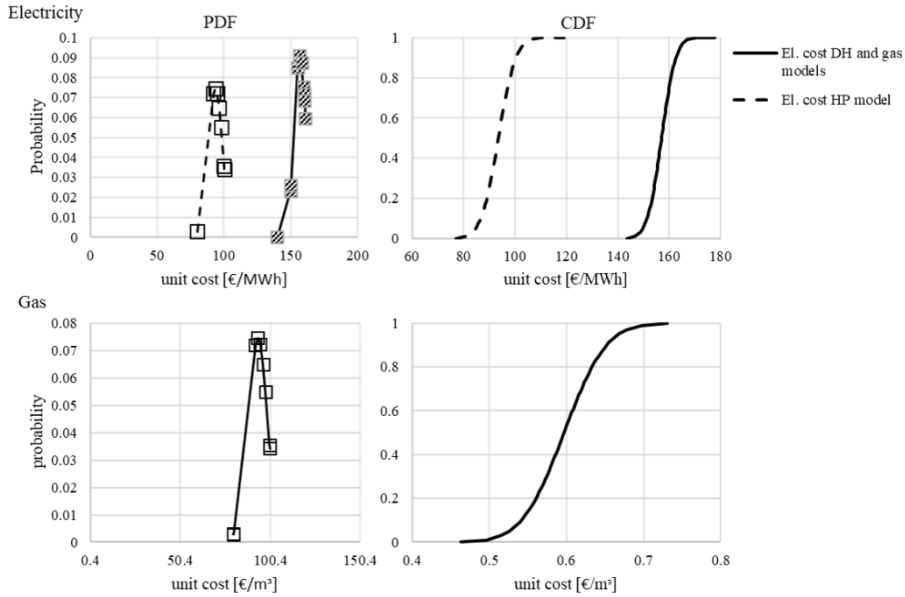 Electricity
PDF
CDF
Probability
0.1
0.09
0.08
0.07
0.06
0.05
0.04
0.03
0.02
0.01
0
0 50 100 150 200
unit cost [€/MWh]
1
0.8
0.6
0.4
0.2
0
60 80 100 120 140 160 180
unit cost [€/MWh]
El. cost DH and gas
models
El. cost HP model
Gas
probability
0.08
0.07
0.06
0.05
0.04
0.03
0.02
0.01
0
0.4 50.4 100.4 150.4
unit cost [€/m³]
1
0.8
0.6
0.4
0.2
0
0.4 0.5 0.6 0.7 0.8
unit cost [€/m³]